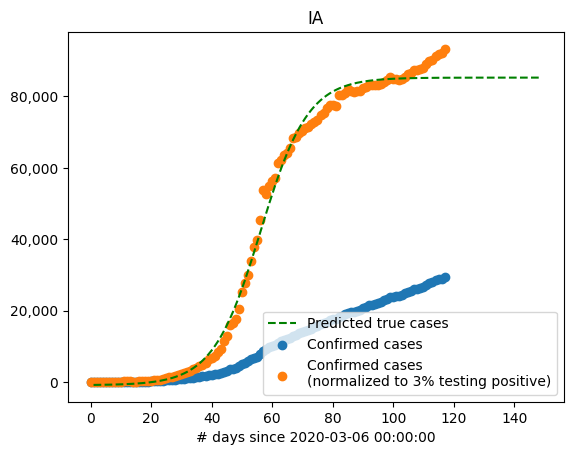 IA
80,000
60,000
40,000
20,000
0
Predicted true cases
Confirmed cases
Confirmed cases
(normalized to 3% testing positive)
0 20 40 60 80 100 120 140
# days since 2020-03-06 00:00:00